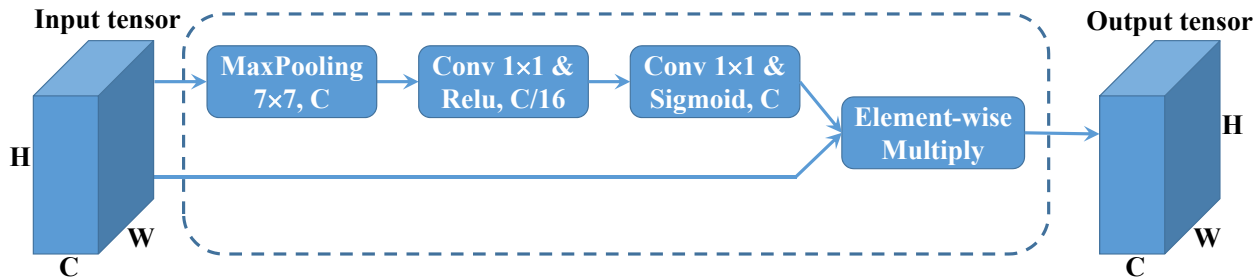 Input tensor
H
W
C
MaxPooling
7×7, C
Conv 1×1 &
Relu, C/16
Conv 1×1 &
Sigmoid, C
Element-wise
Multiply
Output tensor
H
W
C